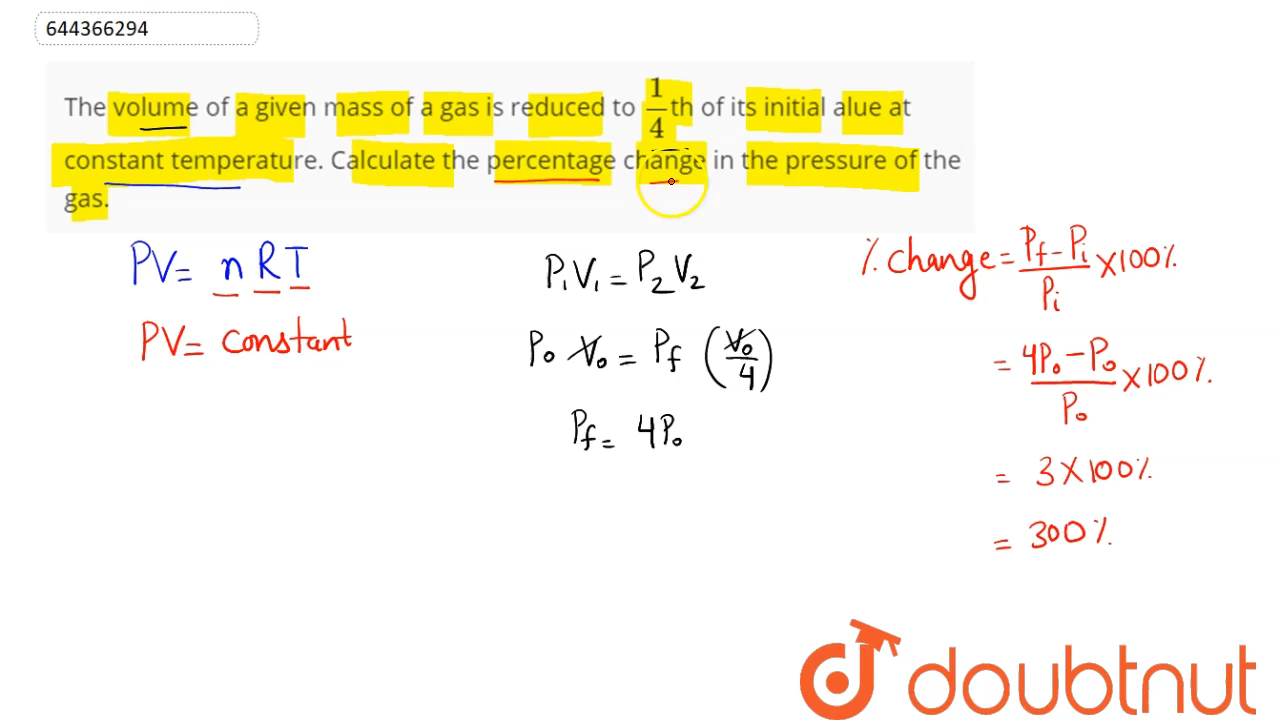 644366294
The volume of a given mass of a gas is reduced to 1/4 th of its initial alue at
constant temperature. Calculate the percentage change in the pressure of the
gas.
PV = nRT
PV = constant
P₁V₁ = P₂V₂
P₀ V₀ = Pf (V₀/4)
Pf = 4P₀
% Change = Pf - Pi / Pi × 100%
= 4P₀ - P₀ / P₀ × 100%
= 3 × 100%
= 300%
doubtnut